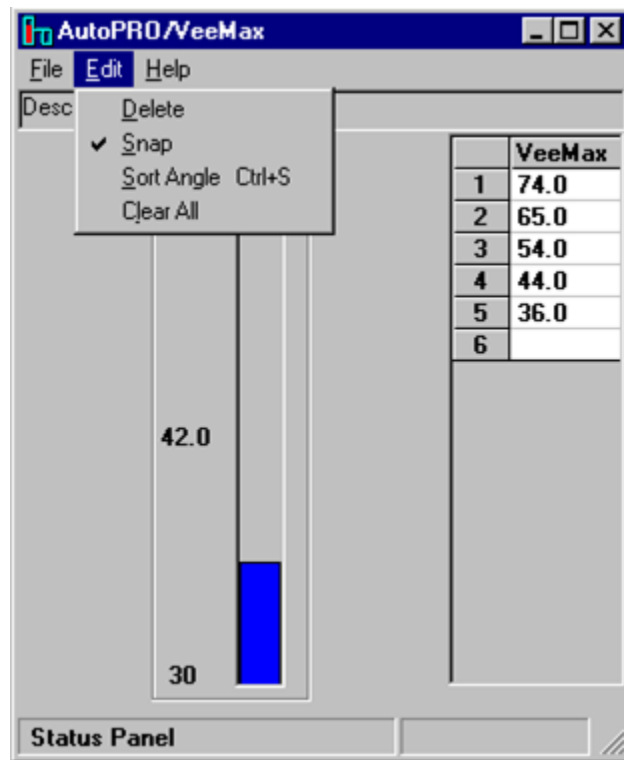 AutoPRO/VeeMax
File Edit Help
Desc
Delete
Snap
Sort Angle Ctrl+S
Clear All
VeeMax
1 74.0
2 65.0
3 54.0
4 44.0
5 36.0
6
42.0
30
Status Panel